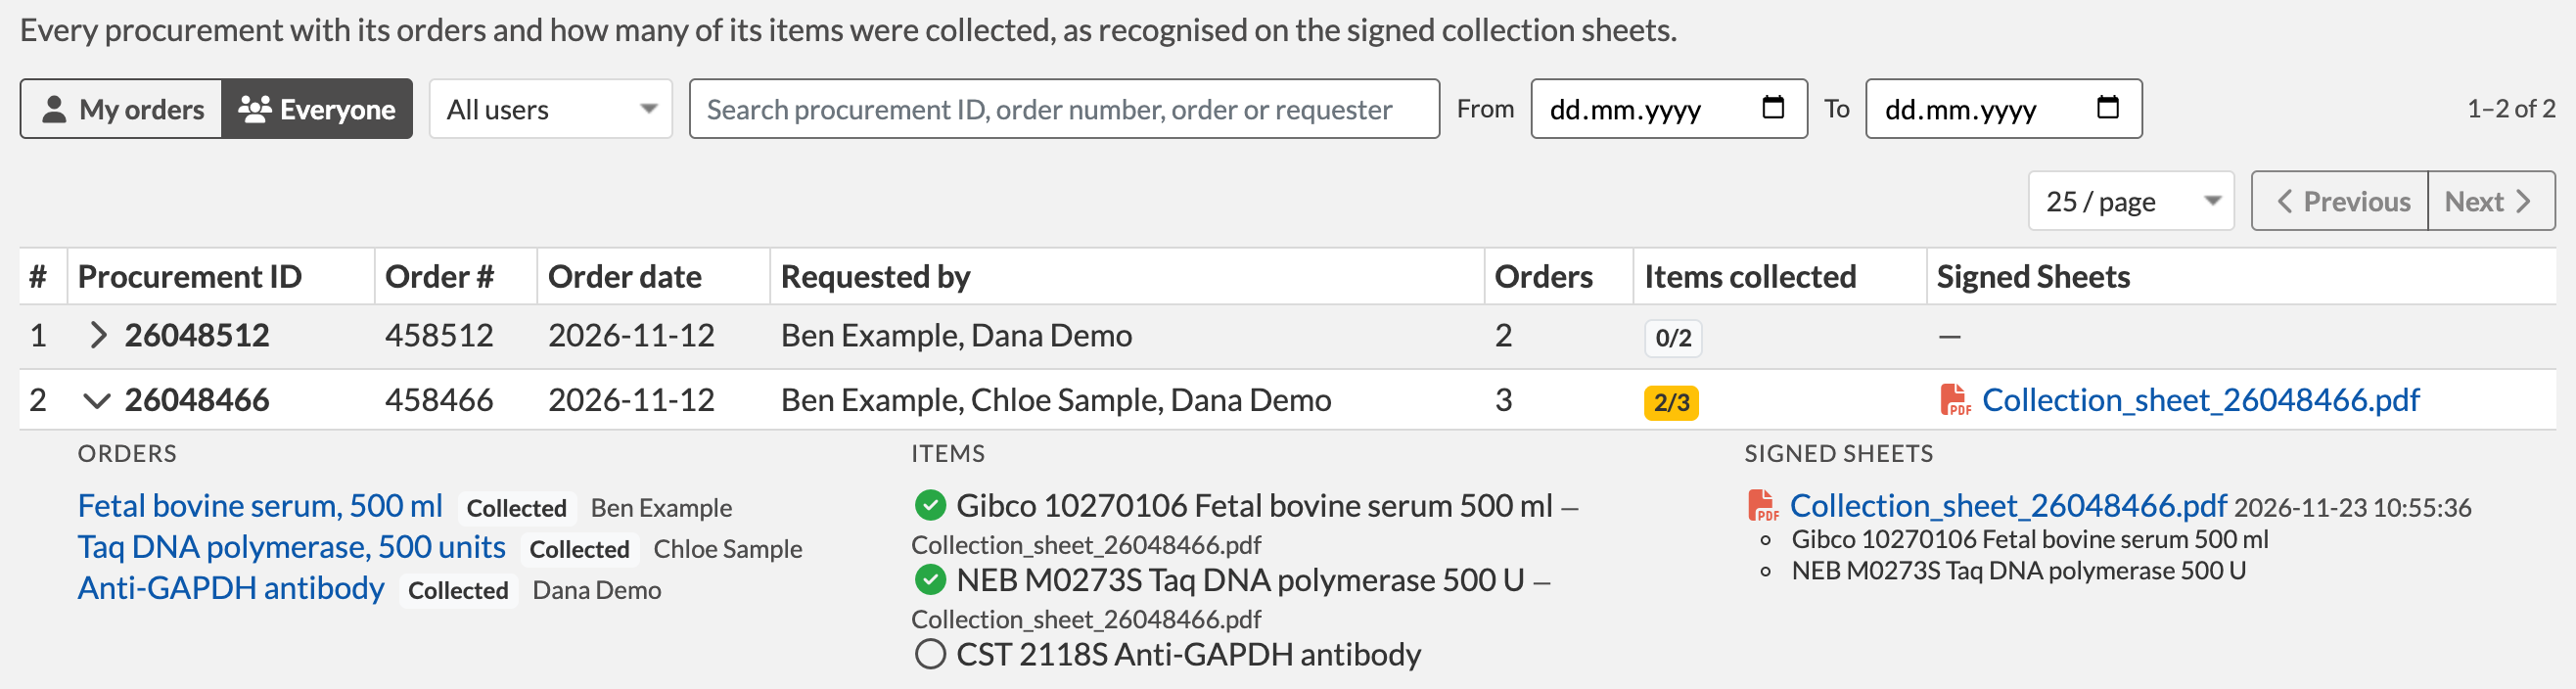 Every procurement with its orders and how many of its items were collected, as recognised on the signed collection sheets.
My orders Everyone All users Search procurement ID, order number, order or requester From dd.mm.yyyy To dd.mm.yyyy 1–2 of 2
25 / page Previous Next
# Procurement ID Order # Order date Requested by Orders Items collected Signed Sheets
1 26048512 458512 2026-11-12 Ben Example, Dana Demo 2 0/2 —
2 26048466 458466 2026-11-12 Ben Example, Chloe Sample, Dana Demo 3 2/3 PDF Collection_sheet_26048466.pdf
ORDERS
Fetal bovine serum, 500 ml Collected Ben Example
Taq DNA polymerase, 500 units Collected Chloe Sample
Anti-GAPDH antibody Collected Dana Demo
ITEMS
Gibco 10270106 Fetal bovine serum 500 ml —
Collection_sheet_26048466.pdf
NEB M0273S Taq DNA polymerase 500 U —
Collection_sheet_26048466.pdf
CST 2118S Anti-GAPDH antibody
SIGNED SHEETS
PDF Collection_sheet_26048466.pdf 2026-11-23 10:55:36
Gibco 10270106 Fetal bovine serum 500 ml
NEB M0273S Taq DNA polymerase 500 U